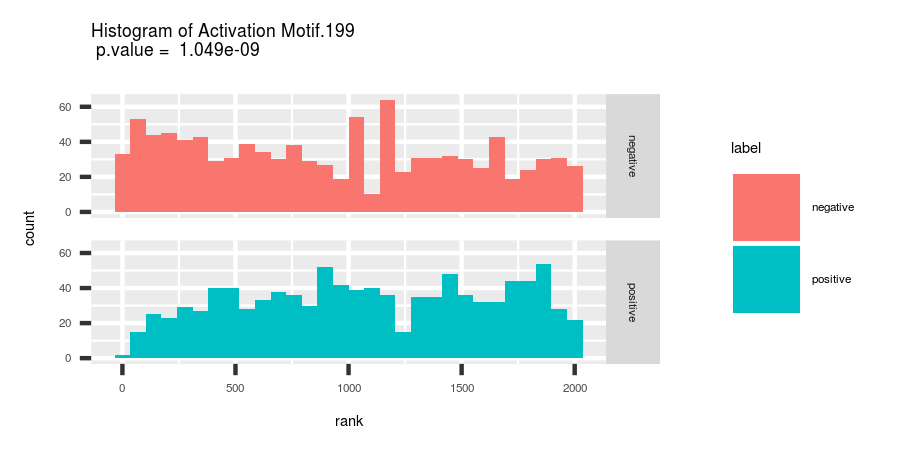 Histogram of Activation Motif.199
p.value = 1.049e-09
60
40
20
0
negative
60
40
20
0
positive
0
500
1000
1500
2000
rank
count
label
negative
positive